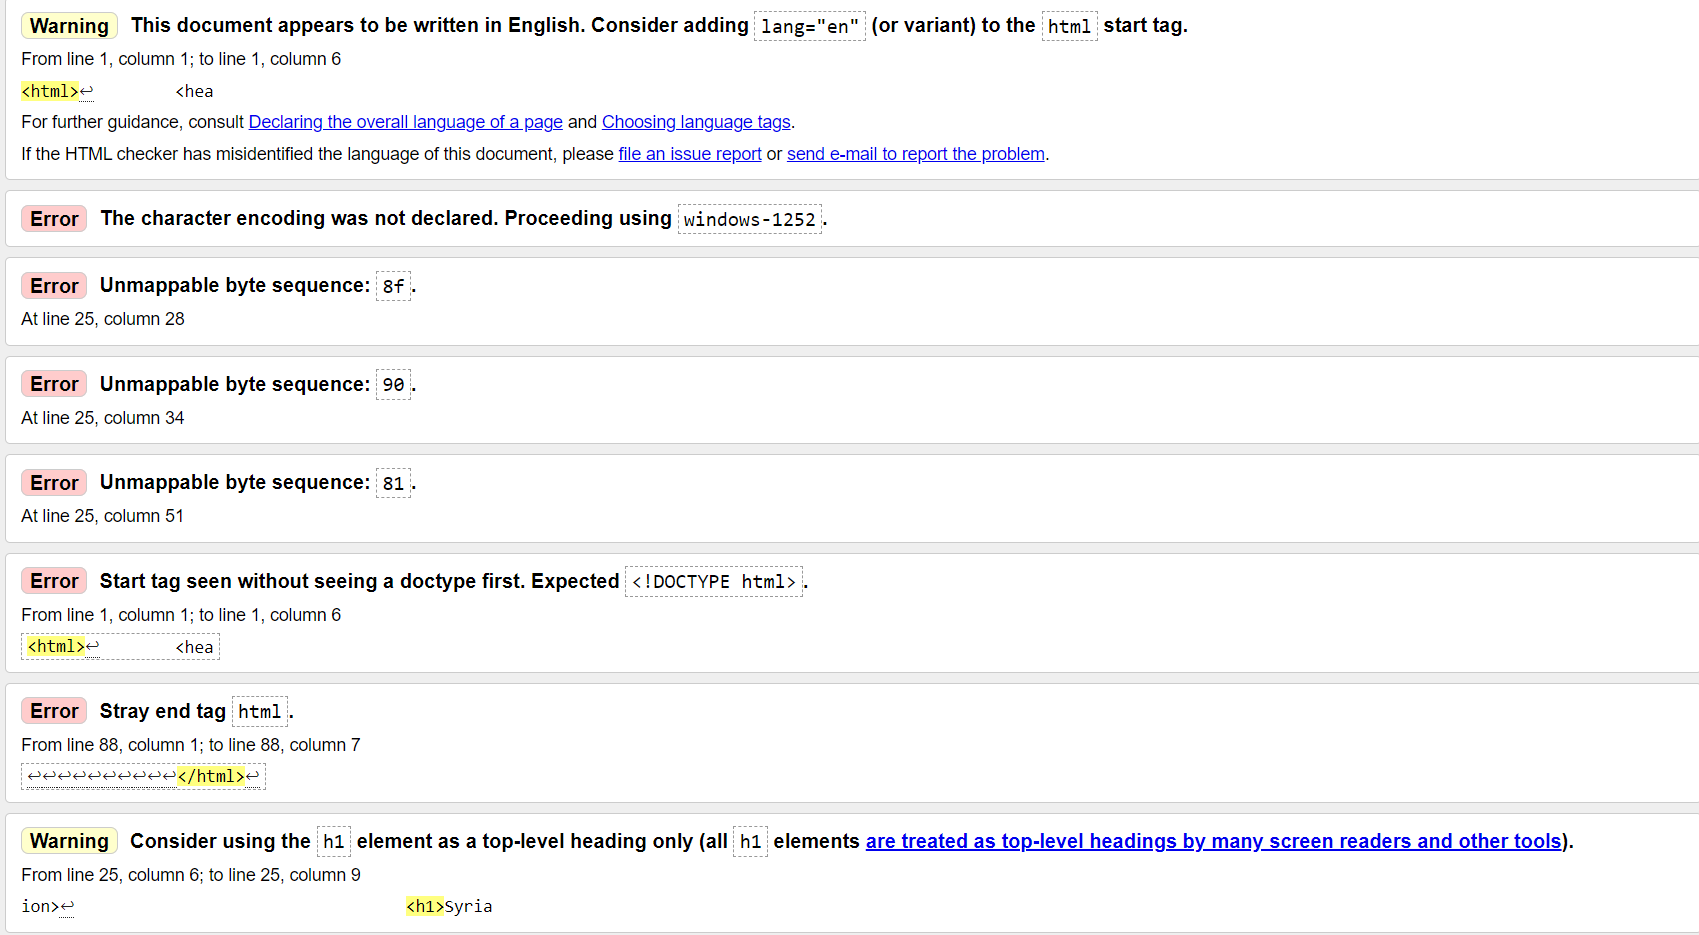 Warning This document appears to be written in English. Consider adding lang="en" (or variant) to the html start tag.
From line 1, column 1; to line 1, column 6
<html>↩ <hea
For further guidance, consult Declaring the overall language of a page and Choosing language tags.
If the HTML checker has misidentified the language of this document, please file an issue report or send e-mail to report the problem.
Error The character encoding was not declared. Proceeding using windows-1252.
Error Unmappable byte sequence: 8f.
At line 25, column 28
Error Unmappable byte sequence: 90.
At line 25, column 34
Error Unmappable byte sequence: 81.
At line 25, column 51
Error Start tag seen without seeing a doctype first. Expected <!DOCTYPE html>.
From line 1, column 1; to line 1, column 6
<html>↩ <hea
Error Stray end tag html.
From line 88, column 1; to line 88, column 7
↩↩↩↩↩↩↩↩↩↩</html>↩
Warning Consider using the h1 element as a top-level heading only (all h1 elements are treated as top-level headings by many screen readers and other tools).
From line 25, column 6; to line 25, column 9
ion>↩ <h1>Syria